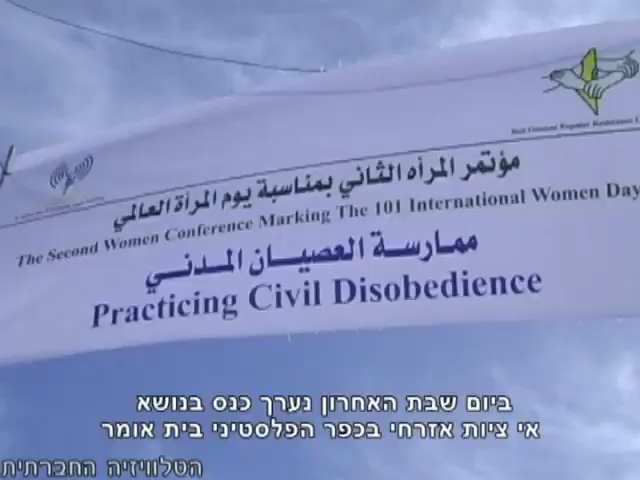 مؤتمر المرأه الثاني بمناسبة يوم المرأة العالمي
The Second Women Conference Marking The 101 International Women Day
ممارسة العصيان المدني
Practicing Civil Disobedience
ביום שבת האחרון נערך כנס בנושא
אי ציות אזרחי בכפר הפלסטיני בית אומר
הטלוויזיה החברתית